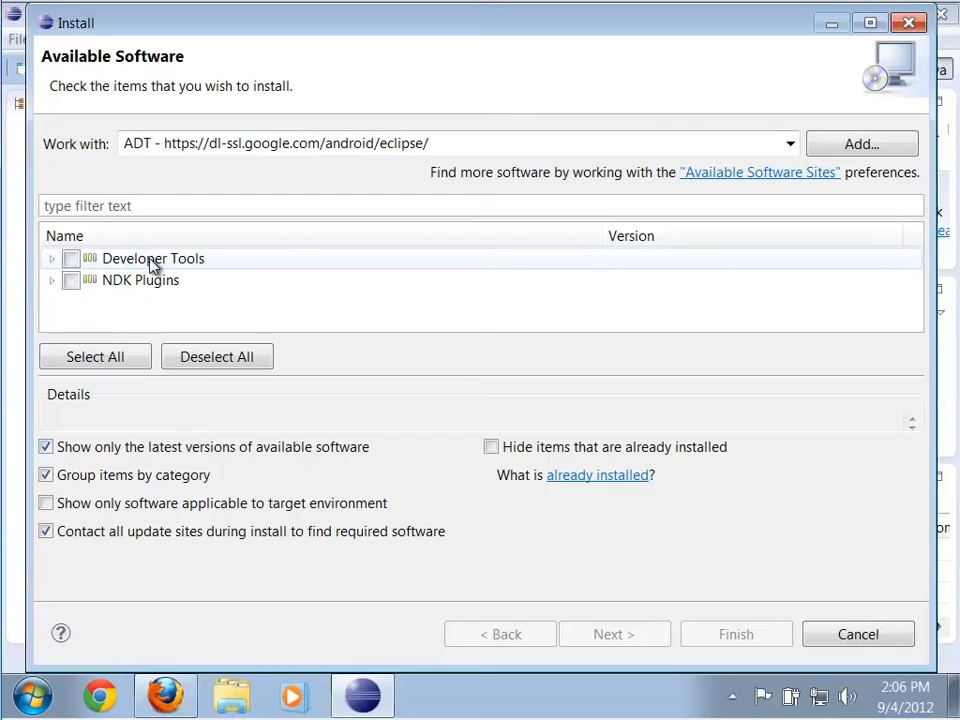 Install
File
Available Software
Check the items that you wish to install.
Work with: ADT - https://dl-ssl.google.com/android/eclipse/ Add...
Find more software by working with the "Available Software Sites" preferences.
type filter text
Name Version
Developer Tools
NDK Plugins
Select All Deselect All
Details
Show only the latest versions of available software Hide items that are already installed
Group items by category What is already installed?
Show only software applicable to target environment
Contact all update sites during install to find required software
< Back Next > Finish Cancel
2:06 PM
9/4/2012